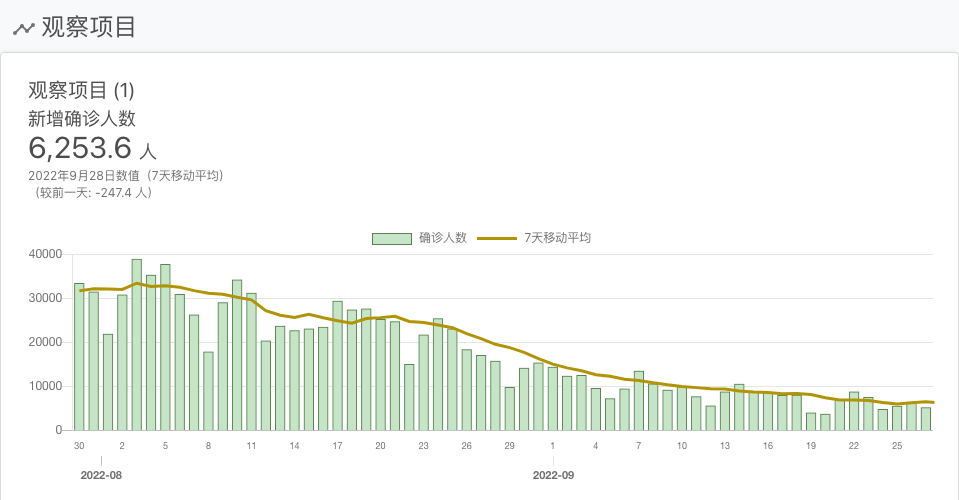 观察项目
观察项目 (1)
新增确诊人数
6,253.6 人
2022年9月28日数值（7天移动平均）
（较前一天: -247.4 人）
确诊人数 7天移动平均
40000
30000
20000
10000
0
30 2 5 8 11 14 17 20 23 26 29 1 4 7 10 13 16 19 22 25
2022-08 2022-09